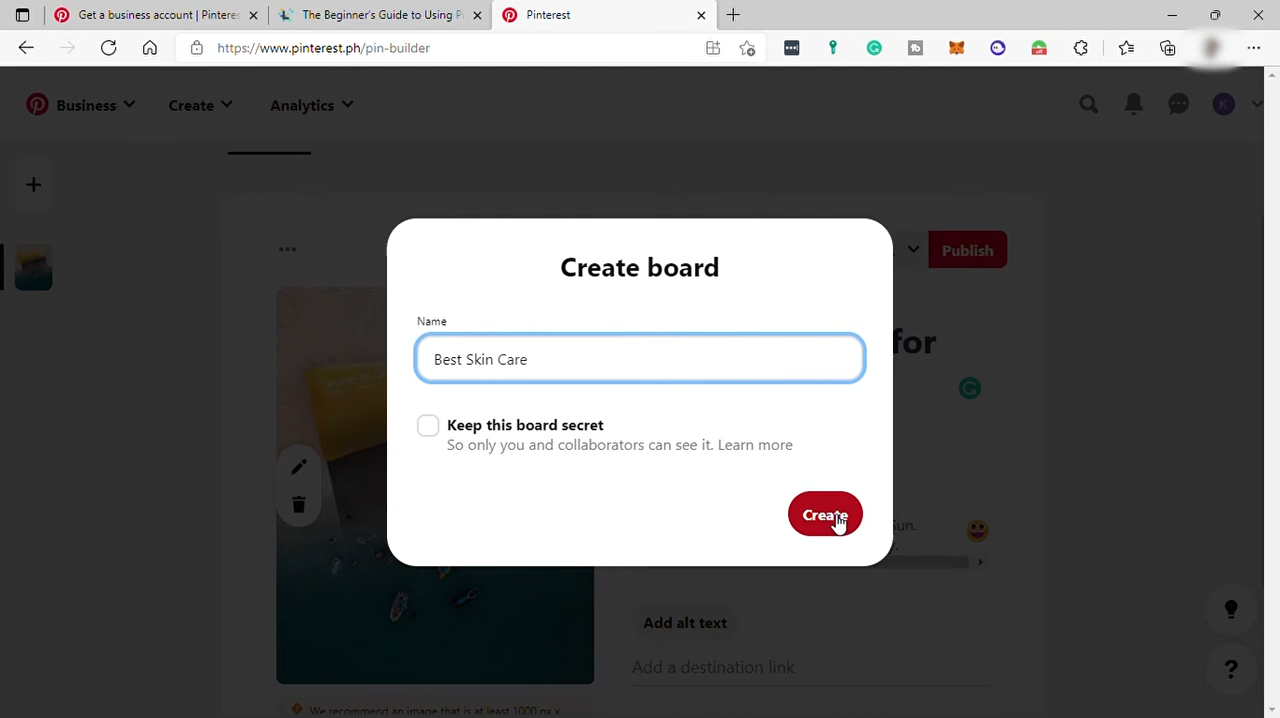 Get a business account | Pinteres
The Beginner's Guide to Using P
Pinterest
https://www.pinterest.ph/pin-builder
Business
Create
Analytics
K
Publish
Create board
for
Name
Best Skin Care
Keep this board secret
So only you and collaborators can see it. Learn more
Create
Sun.
Add alt text
Add a destination link
We recommend an image that is at least 1000 px x